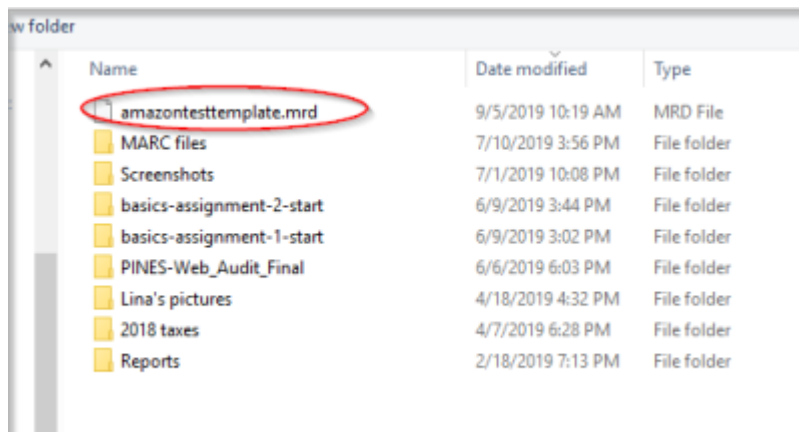 w folder
Name Date modified Type
amazontesttemplate.mrd 9/5/2019 10:19 AM MRD File
MARC files 7/10/2019 3:56 PM File folder
Screenshots 7/1/2019 10:08 PM File folder
basics-assignment-2-start 6/9/2019 3:44 PM File folder
basics-assignment-1-start 6/9/2019 3:02 PM File folder
PINES-Web_Audit_Final 6/6/2019 6:03 PM File folder
Lina's pictures 4/18/2019 4:32 PM File folder
2018 taxes 4/7/2019 6:28 PM File folder
Reports 2/18/2019 7:13 PM File folder